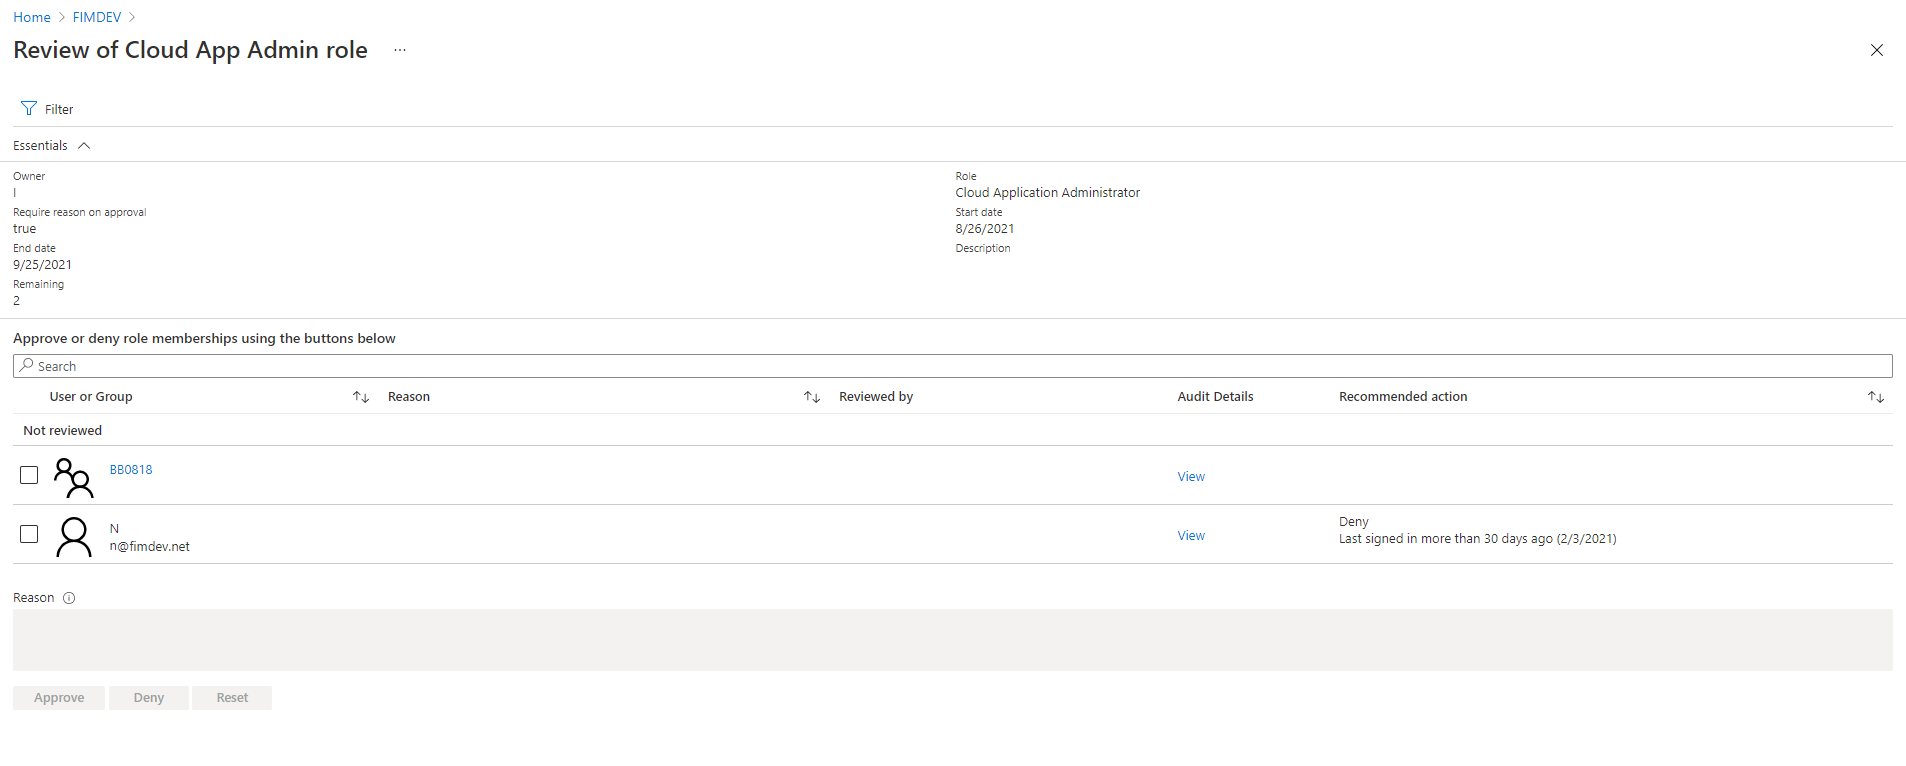 Home > FIMDEV >
Review of Cloud App Admin role ...
Filter
Essentials
Owner
I
Require reason on approval
true
End date
9/25/2021
Remaining
2
Role
Cloud Application Administrator
Start date
8/26/2021
Description
Approve or deny role memberships using the buttons below
Search
User or Group Reason Reviewed by Audit Details Recommended action
Not reviewed
BB0818 View
N
n@fimdev.net
View
Deny
Last signed in more than 30 days ago (2/3/2021)
Reason
Approve Deny Reset